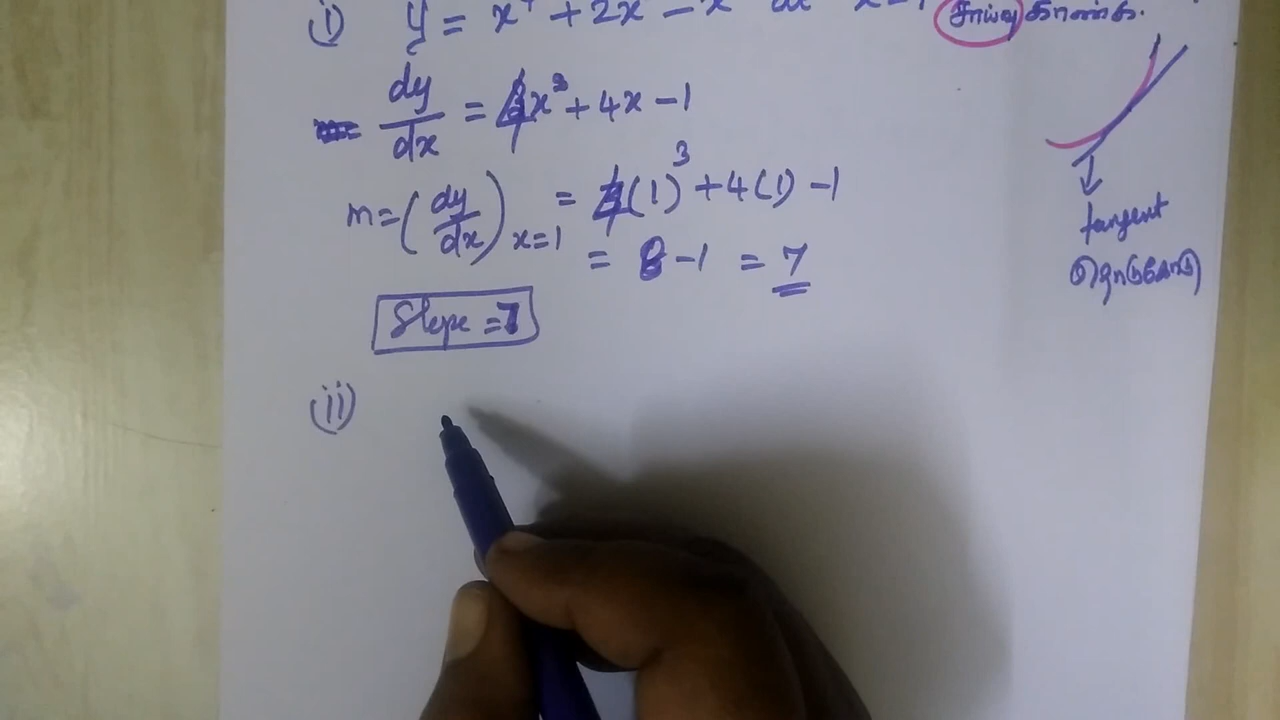 (i) y = x⁴ + 2x - x at x=1 சாய்வு காண்க.
dy/dx = 4x³ + 4x - 1
m = (dy/dx) x=1 = 4(1)³ + 4(1) - 1
= 8 - 1 = 7
Slope = 7
(ii)
tangent
தொடுகோடு